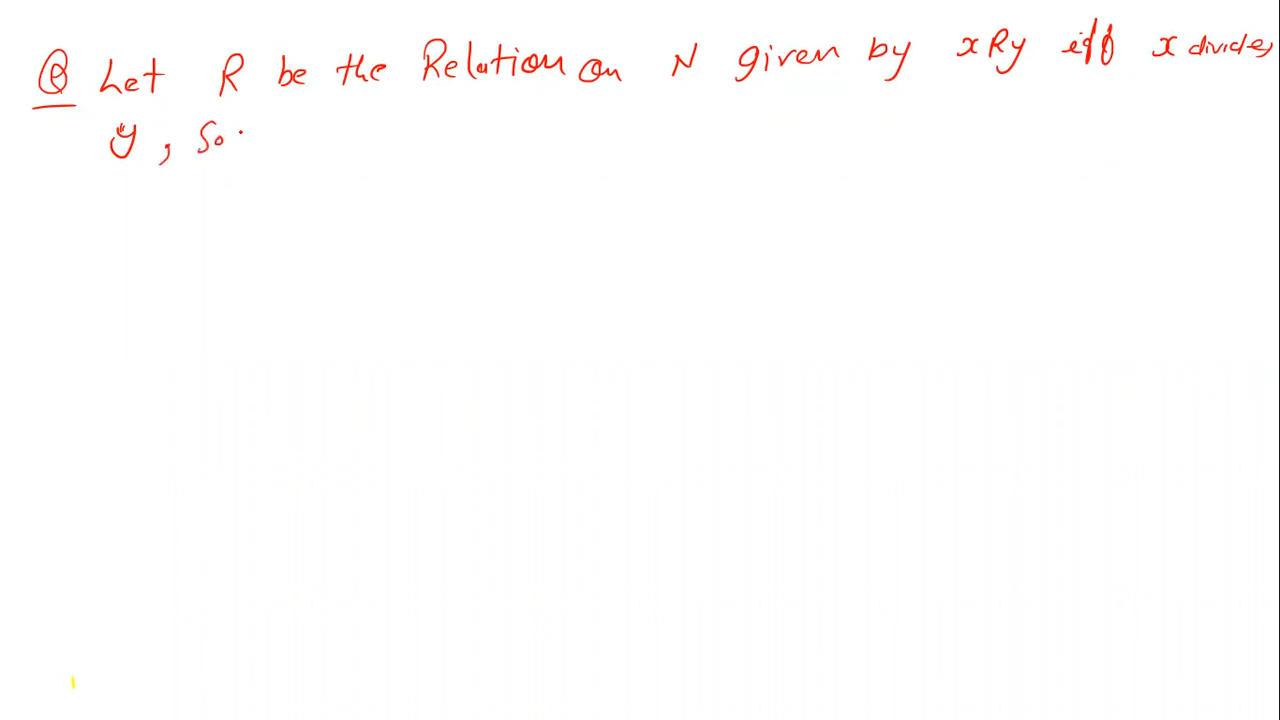 Q Let R be the Relation on N given by xRy iff x divides
y, so